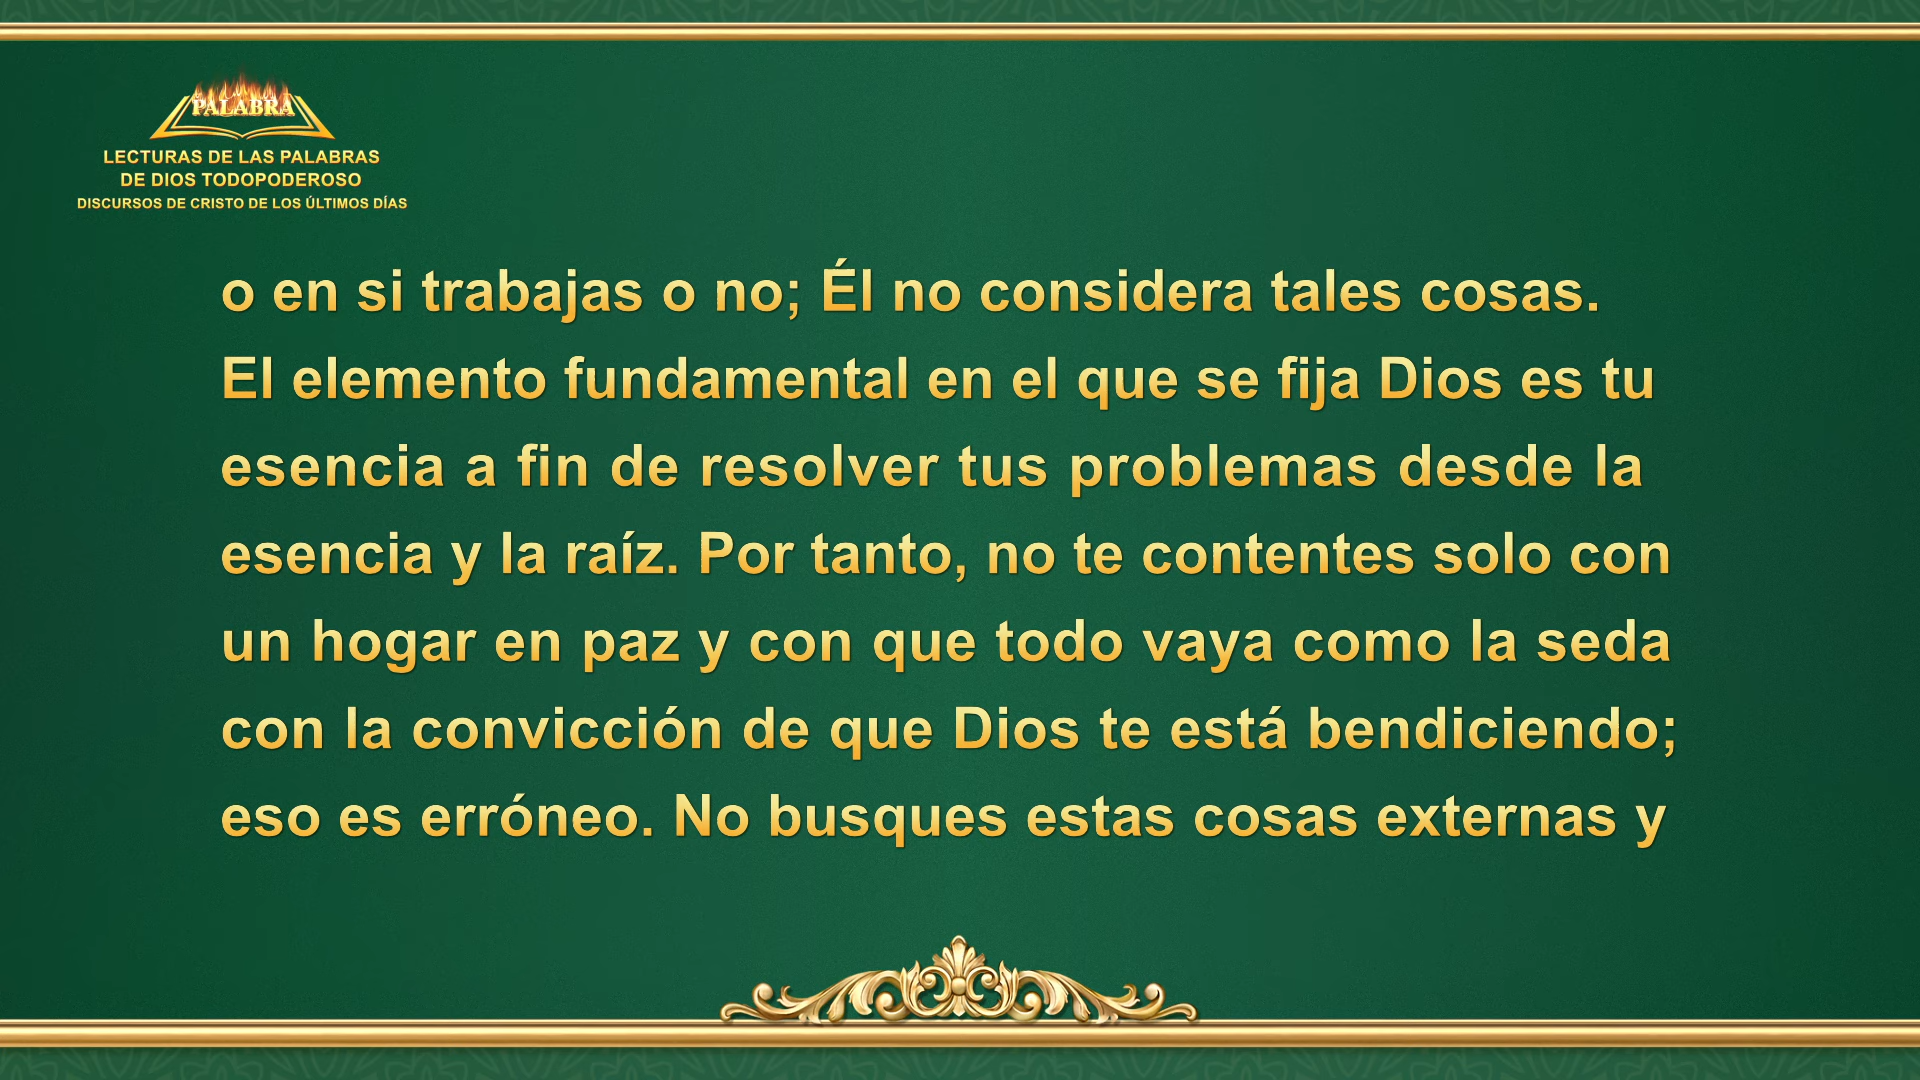 PALABRA
LECTURAS DE LAS PALABRAS
DE DIOS TODOPODEROSO
DISCURSOS DE CRISTO DE LOS ÚLTIMOS DÍAS
o en si trabajas o no; Él no considera tales cosas.
El elemento fundamental en el que se fija Dios es tu
esencia a fin de resolver tus problemas desde la
esencia y la raíz. Por tanto, no te contentes solo con
un hogar en paz y con que todo vaya como la seda
con la convicción de que Dios te está bendiciendo;
eso es erróneo. No busques estas cosas externas y